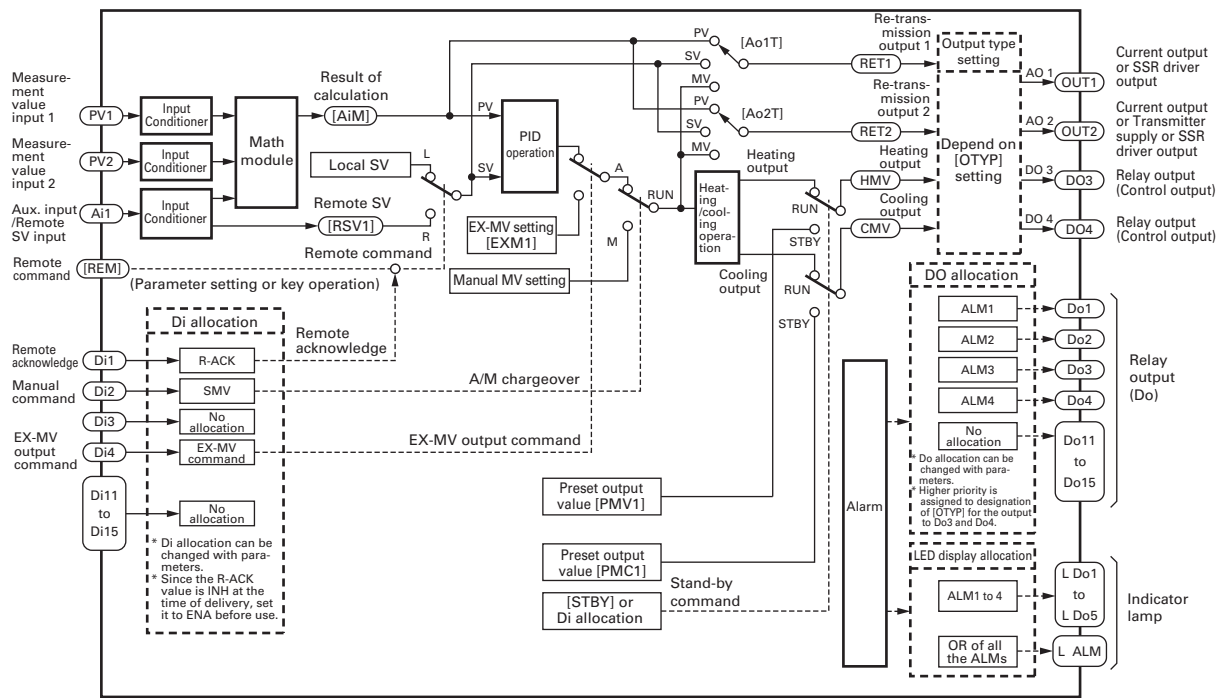 Measure-
ment
value
input 1
PV1
Input
Conditioner
Measure-
ment
value
input 2
PV2
Input
Conditioner
Aux. input
/Remote
SV input
Ai1
Input
Conditioner
Math
module
Result of
calculation
[AiM]
Local SV
Remote SV
[RSV1]
L
R
PV
SV
PID
operation
Remote
command
[REM]
Remote command
(Parameter setting or key operation)
EX-MV setting
[EXM1]
Manual MV setting
A
M
RUN
PV
SV
MV
[Ao1T]
PV
SV
MV
[Ao2T]
Re-trans-
mission
output 1
RET1
Re-trans-
mission
output 2
RET2
Heating
output
Heat-
ing
/cool-
ing
opera-
tion
Cooling
output
RUN
STBY
RUN
STBY
Heating
output
HMV
Cooling
output
CMV
Output type
setting
Depend on
[OTYP]
setting
AO 1
OUT1
Current output
or SSR driver
output
AO 2
OUT2
Current output
or Transmitter
supply or SSR
driver output
DO 3
DO3
Relay output
(Control output)
DO 4
DO4
Relay output
(Control output)
Di allocation
Remote
acknowledge
Di1
R-ACK
Remote
acknowledge
Manual
command
Di2
SMV
A/M chargeover
Di3
No
allocation
EX-MV
output
command
Di4
EX-MV
command
EX-MV output command
Di11
to
Di15
No
allocation
* Di allocation can be
changed with para-
meters.
* Since the R-ACK
value is INH at the
time of delivery, set
it to ENA before use.
Preset output
value [PMV1]
Preset output
value [PMC1]
[STBY] or
Di allocation
Stand-by
command
Alarm
DO allocation
ALM1
Do1
ALM2
Do2
ALM3
Do3
ALM4
Do4
No
allocation
Do11
to
Do15
Relay
output
(Do)
* Do allocation can be
changed with para-
meters.
* Higher priority is
assigned to designation
of [OTYP] for the output
to Do3 and Do4.
LED display allocation
ALM1 to 4
L Do1
to
L Do5
OR of all
the ALMs
L ALM
Indicator
lamp